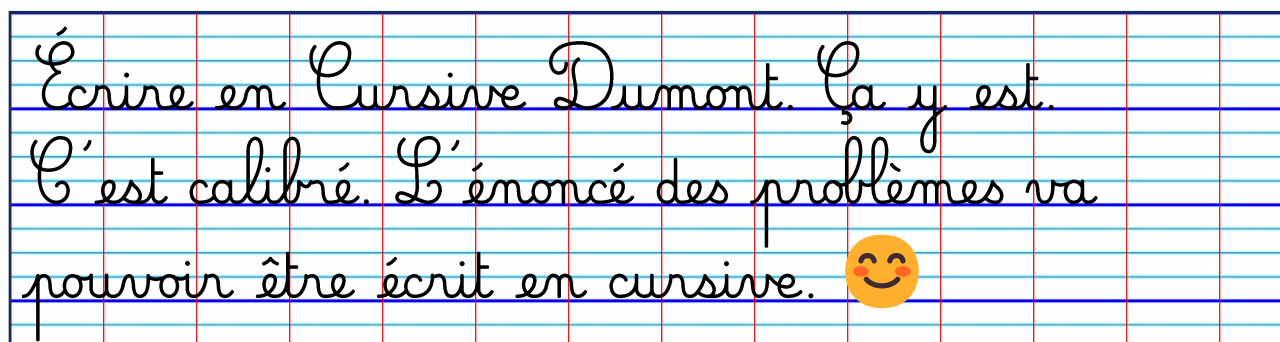 Écrire en Cursive Dumont. Ça y est.
C'est calibré. L'énoncé des problèmes va
pouvoir être écrit en cursive. 😊